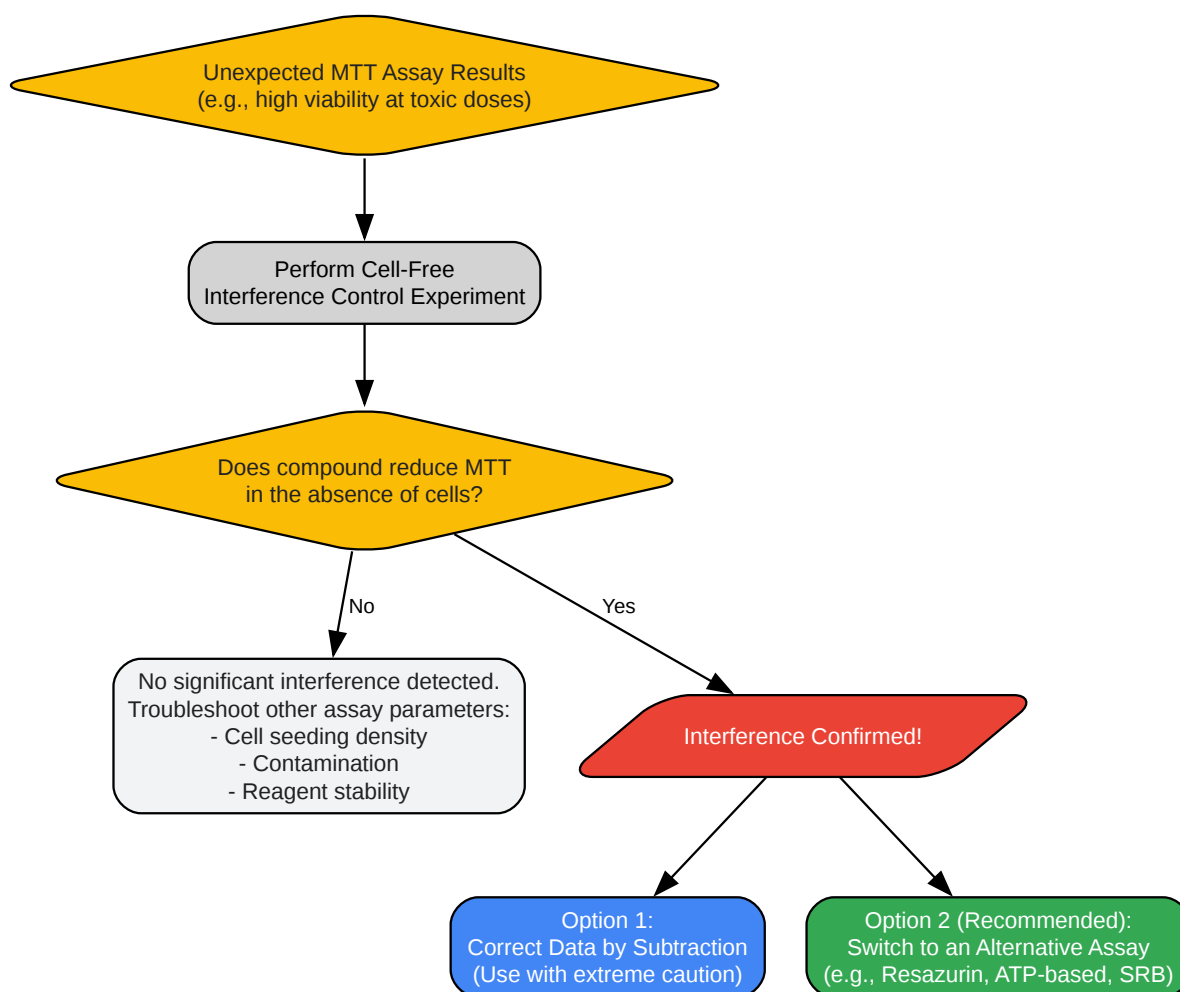 Unexpected MTT Assay Results
(e.g., high viability at toxic doses)
Perform Cell-Free
Interference Control Experiment
Does compound reduce MTT
in the absence of cells?
No
Yes
No significant interference detected.
Troubleshoot other assay parameters:
- Cell seeding density
- Contamination
- Reagent stability
Interference Confirmed!
Option 1:
Correct Data by Subtraction
(Use with extreme caution)
Option 2 (Recommended):
Switch to an Alternative Assay
(e.g., Resazurin, ATP-based, SRB)